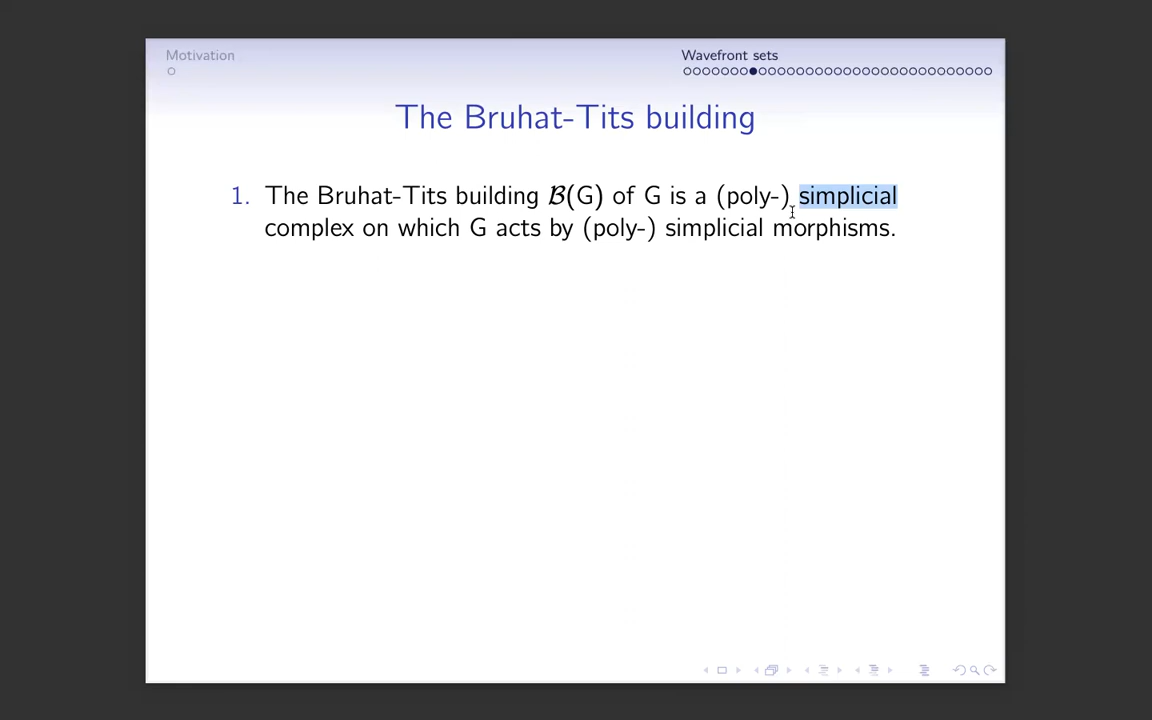 Motivation
Wavefront sets
The Bruhat-Tits building
1. The Bruhat-Tits building ℬ(G) of G is a (poly-) simplicial
complex on which G acts by (poly-) simplicial morphisms.